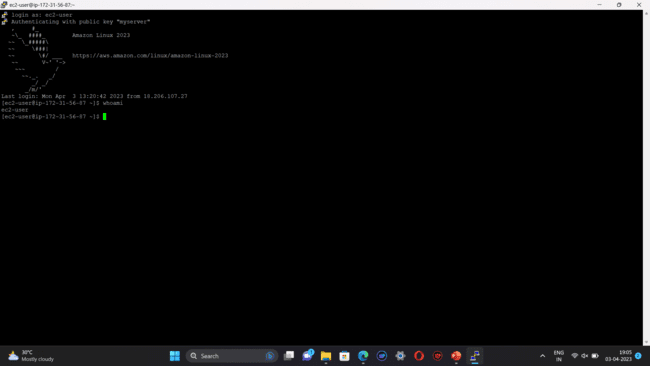 ec2-user@ip-172-31-56-87:~
login as: ec2-user
Authenticating with public key "myserver"
Amazon Linux 2023
https://aws.amazon.com/linux/amazon-linux-2023
Last login: Mon Apr 3 13:20:42 2023 from 18.206.107.27
[ec2-user@ip-172-31-56-87 ~]$ whoami
ec2-user
[ec2-user@ip-172-31-56-87 ~]$
30°C
Mostly cloudy
Search
ENG
IN
19:05
03-04-2023